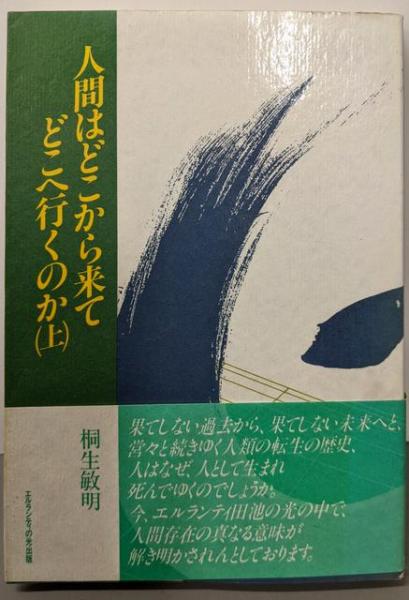 人間はどこから来て
どこへ行くのか(上)
桐生敏明
エルランティの光出版
果てしない過去から、果てしない未来へと、
営々と続きゆく人類の転生の歴史、
人はなぜ、人として生まれ
死んでゆくのでしょうか。
今、エルランティ田池の光の中で、
人間存在の真なる意味が
解き明かされんとしております。